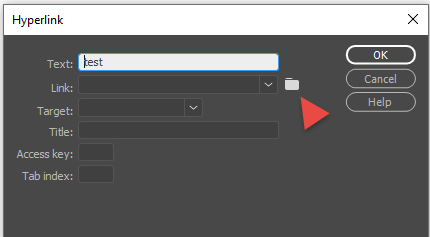 Hyperlink
Text: test
OK
Link:
Cancel
Target:
Help
Title:
Access key:
Tab index: